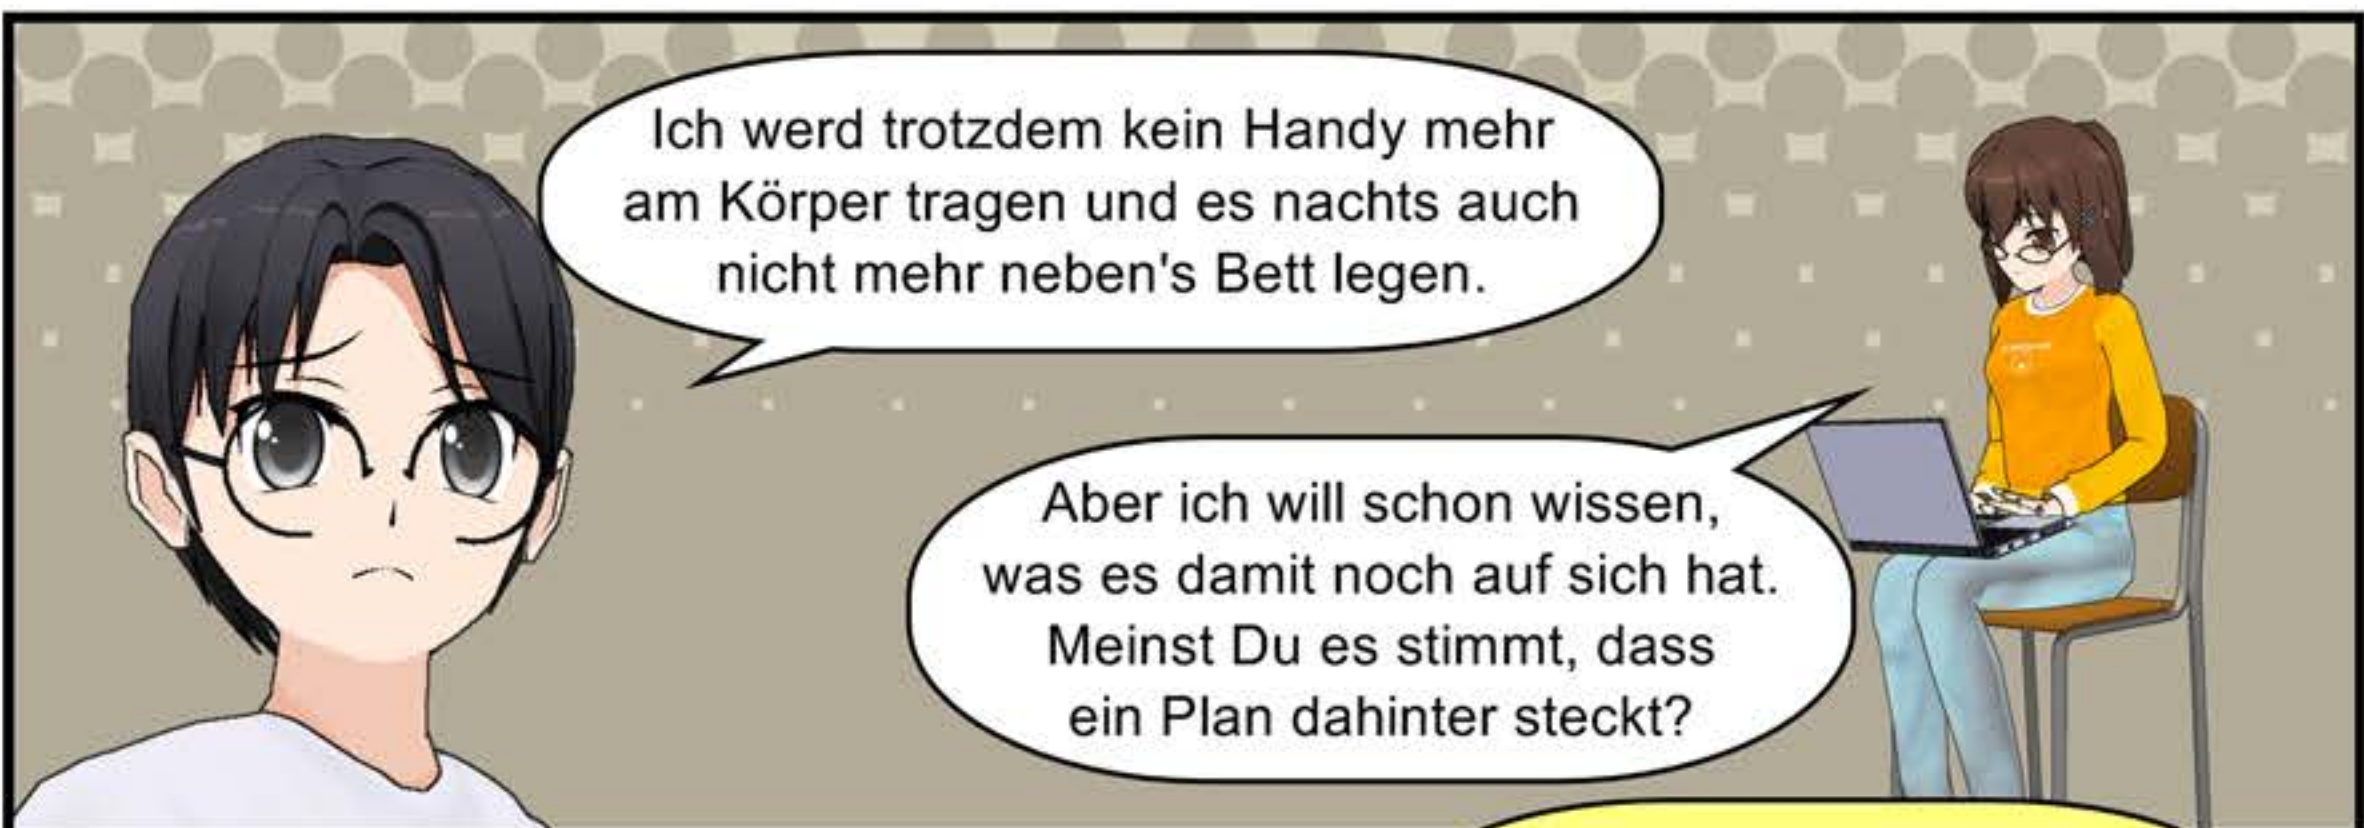 Ich werd trotzdem kein Handy mehr
am Körper tragen und es nachts auch
nicht mehr neben's Bett legen.
Aber ich will schon wissen,
was es damit noch auf sich hat.
Meinst Du es stimmt, dass
ein Plan dahinter steckt?